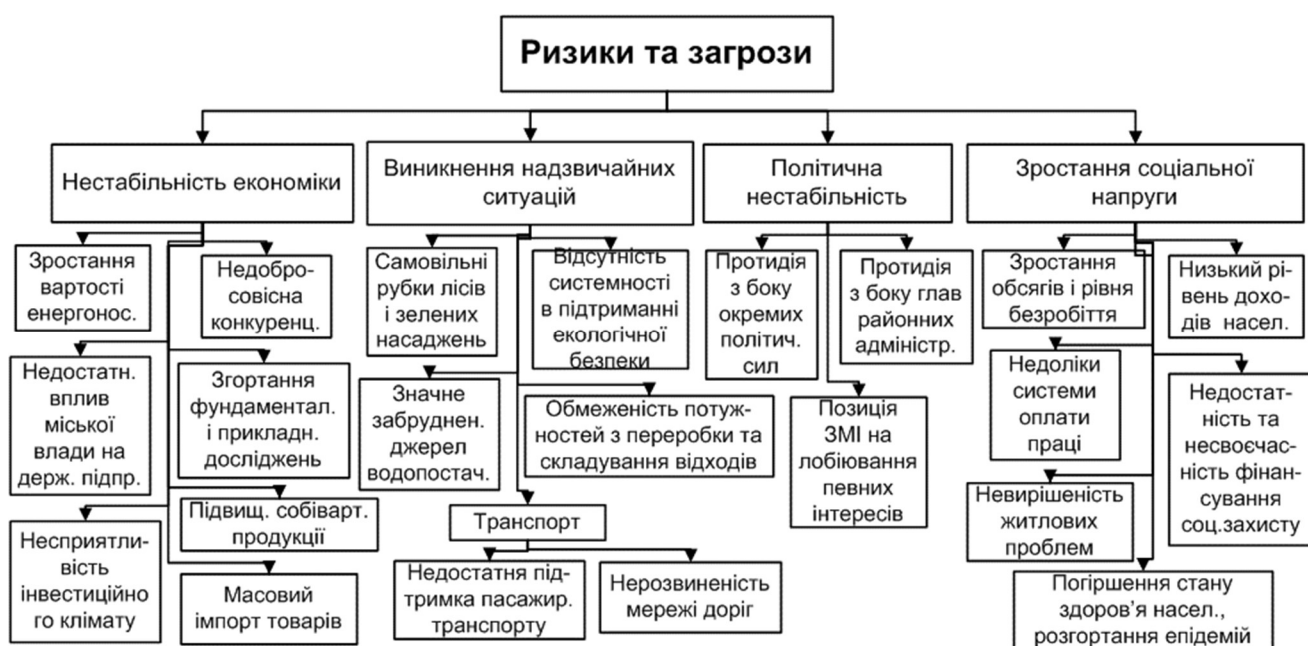 Ризики та загрози
Нестабільність економіки
Виникнення надзвичайних
ситуацій
Політична
нестабільність
Зростання соціальної
напруги
Зростання
вартості
енергонос.
Недобро-
совісна
конкуренц.
Самовільні
рубки лісів
і зелених
насаджень
Відсутність
системності
в підтриманні
екологічної
безпеки
Протидія
з боку
окремих
політич.
сил
Протидія
з боку глав
районних
адміністр.
Зростання
обсягів і рівня
безробіття
Низький рі-
вень дохо-
дів насел.
Недостатн.
вплив
міської
влади на
держ. підпр.
Згортання
фундаментал.
і прикладн.
досліджень
Значне
забруднен.
джерел
водопостач.
Обмеженість потуж-
ностей з переробки та
складування відходів
Позиція
ЗМІ на
лобіювання
певних
інтересів
Недоліки
системи
оплати
праці
Недостат-
ність та
несвоєчас-
ність фінан-
сування
соц.захисту
Несприятли-
вість
інвестиційно
го клімату
Підвищ. собіварт.
продукції
Транспорт
Невирішеність
житлових
проблем
Масовий
імпорт товарів
Недостатня під-
тримка пасажир.
транспорту
Нерозвиненість
мережі доріг
Погіршення стану
здоров’я насел.,
розгортання епідемій